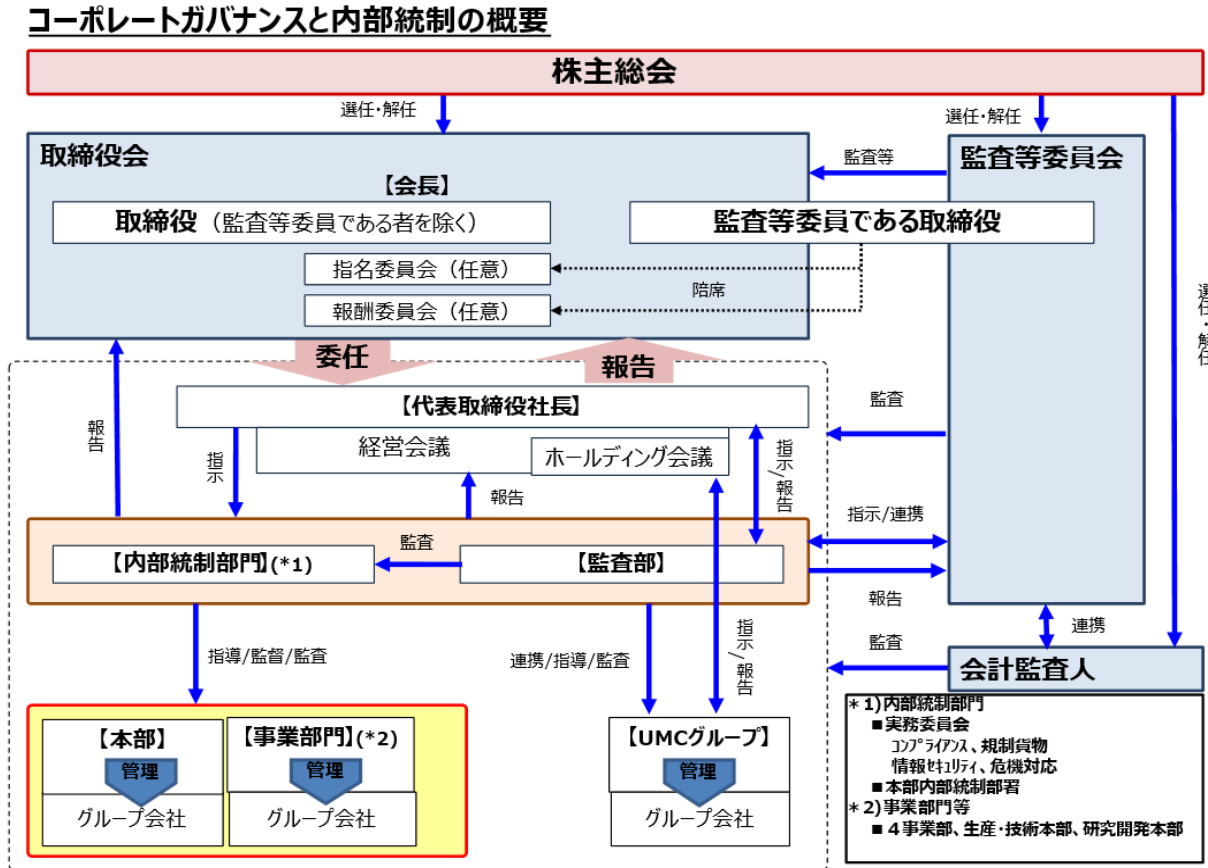 コーポレートガバナンスと内部統制の概要
株主総会
選任・解任
選任・解任
選任・解任
取締役会
監査等
監査等委員会
【会長】
取締役（監査等委員である者を除く）
監査等委員である取締役
指名委員会（任意）
陪席
報酬委員会（任意）
委任
報告
【代表取締役社長】
監査
報告
指示
経営会議
ホールディング会議
指示/報告
報告
指示/連携
【内部統制部門】(*1)
監査
【監査部】
報告
指導/監督/監査
連携/指導/監査
指示/報告
監査
連携
会計監査人
【本部】
管理
グループ会社
【事業部門】(*2)
管理
グループ会社
【UMCグループ】
管理
グループ会社
＊1)内部統制部門
■実務委員会
ｺﾝﾌﾟﾗｲｱﾝｽ、規制貨物
情報ｾｷｭﾘﾃｨ、危機対応
■本部内部統制部署
＊2)事業部門等
■４事業部、生産・技術本部、研究開発本部